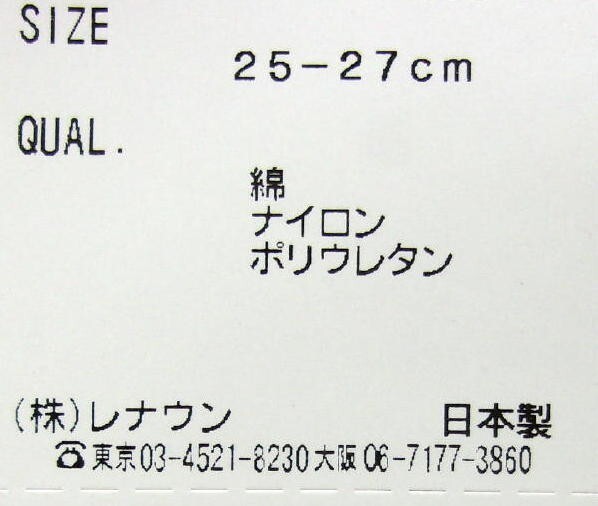 SIZE
25-27cm
QUAL.
綿
ナイロン
ポリウレタン
(株)レナウン 日本製
☎東京03-4521-8230大阪06-7177-3860